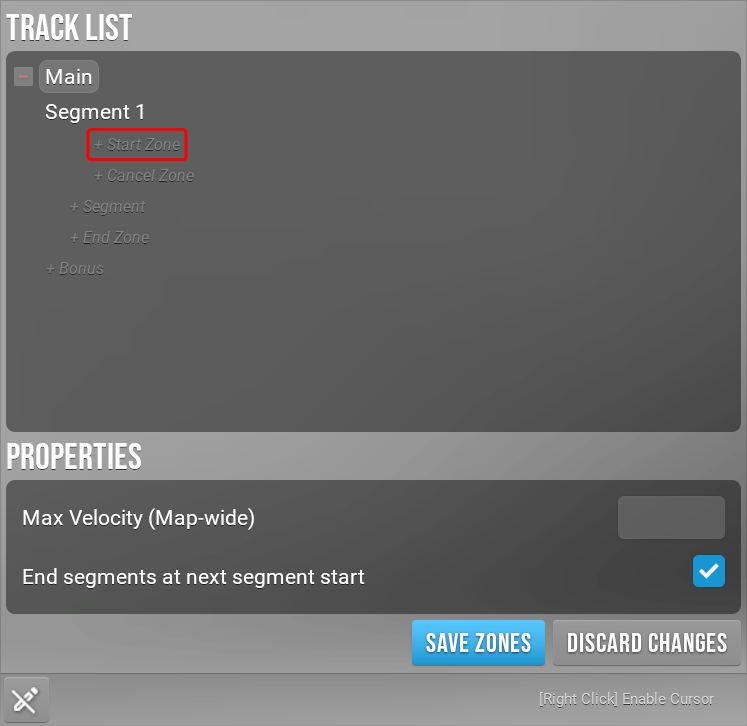 TRACK LIST
Main
Segment 1
+ Start Zone
+ Cancel Zone
+ Segment
+ End Zone
+ Bonus
PROPERTIES
Max Velocity (Map-wide)
End segments at next segment start
SAVE ZONES DISCARD CHANGES
[Right Click] Enable Cursor